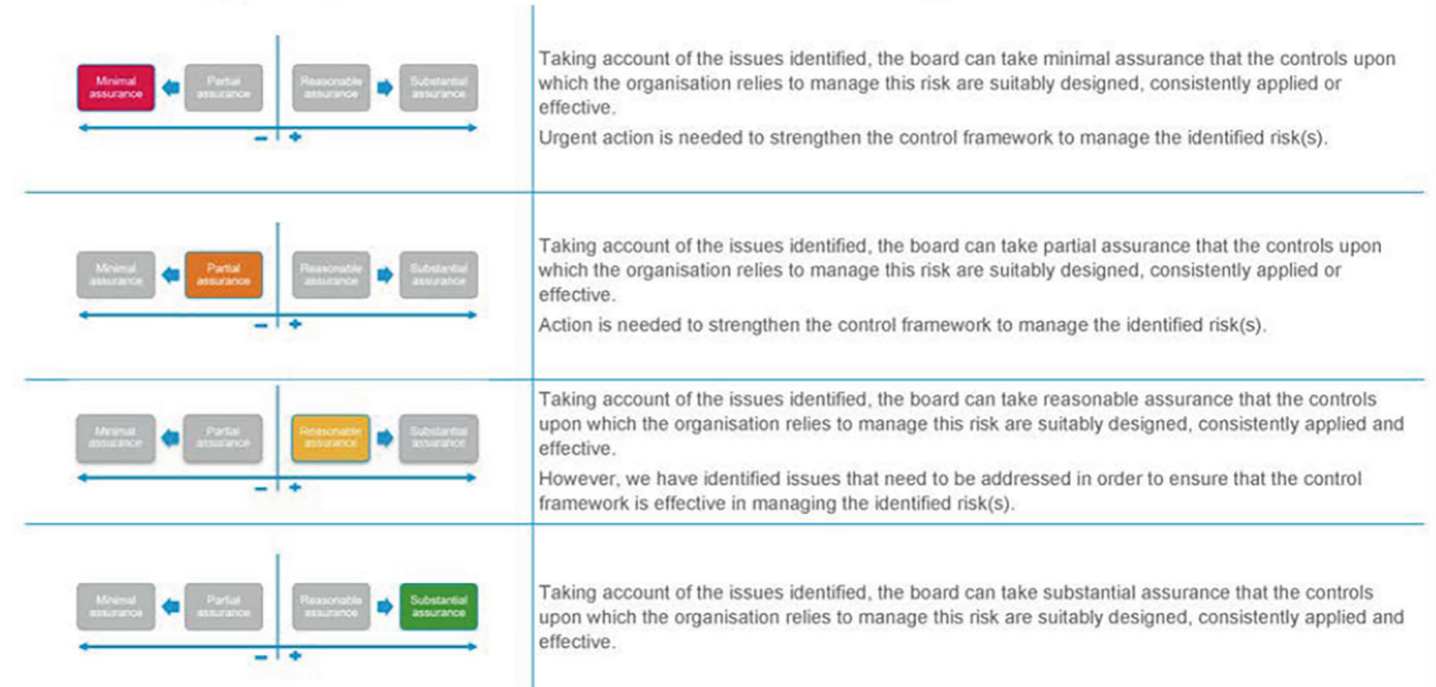 Minimal
assurance
Partial
assurance
Reasonable
assurance
Substantial
assurance
Taking account of the issues identified, the board can take minimal assurance that the controls upon
which the organisation relies to manage this risk are suitably designed, consistently applied or
effective.
Urgent action is needed to strengthen the control framework to manage the identified risk(s).
Minimal
assurance
Partial
assurance
Reasonable
assurance
Substantial
assurance
Taking account of the issues identified, the board can take partial assurance that the controls upon
which the organisation relies to manage this risk are suitably designed, consistently applied or
effective.
Action is needed to strengthen the control framework to manage the identified risk(s).
Minimal
assurance
Partial
assurance
Reasonable
assurance
Substantial
assurance
Taking account of the issues identified, the board can take reasonable assurance that the controls
upon which the organisation relies to manage this risk are suitably designed, consistently applied and
effective.
However, we have identified issues that need to be addressed in order to ensure that the control
framework is effective in managing the identified risk(s).
Minimal
assurance
Partial
assurance
Reasonable
assurance
Substantial
assurance
Taking account of the issues identified, the board can take substantial assurance that the controls
upon which the organisation relies to manage this risk are suitably designed, consistently applied and
effective.